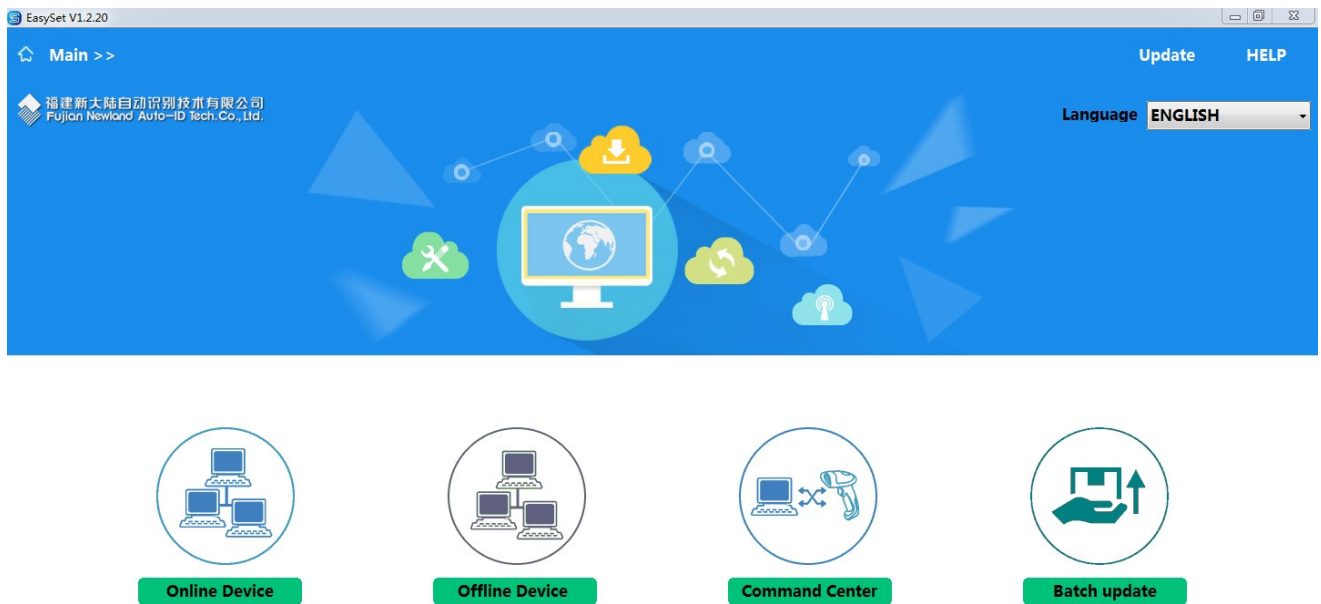 EasySet V1.2.20
Main >>
Update
HELP
福建新大陆自动识别技术有限公司
Fujian Newland Auto-ID Tech.Co.,Ltd.
Language
ENGLISH
Online Device
Offline Device
Command Center
Batch update